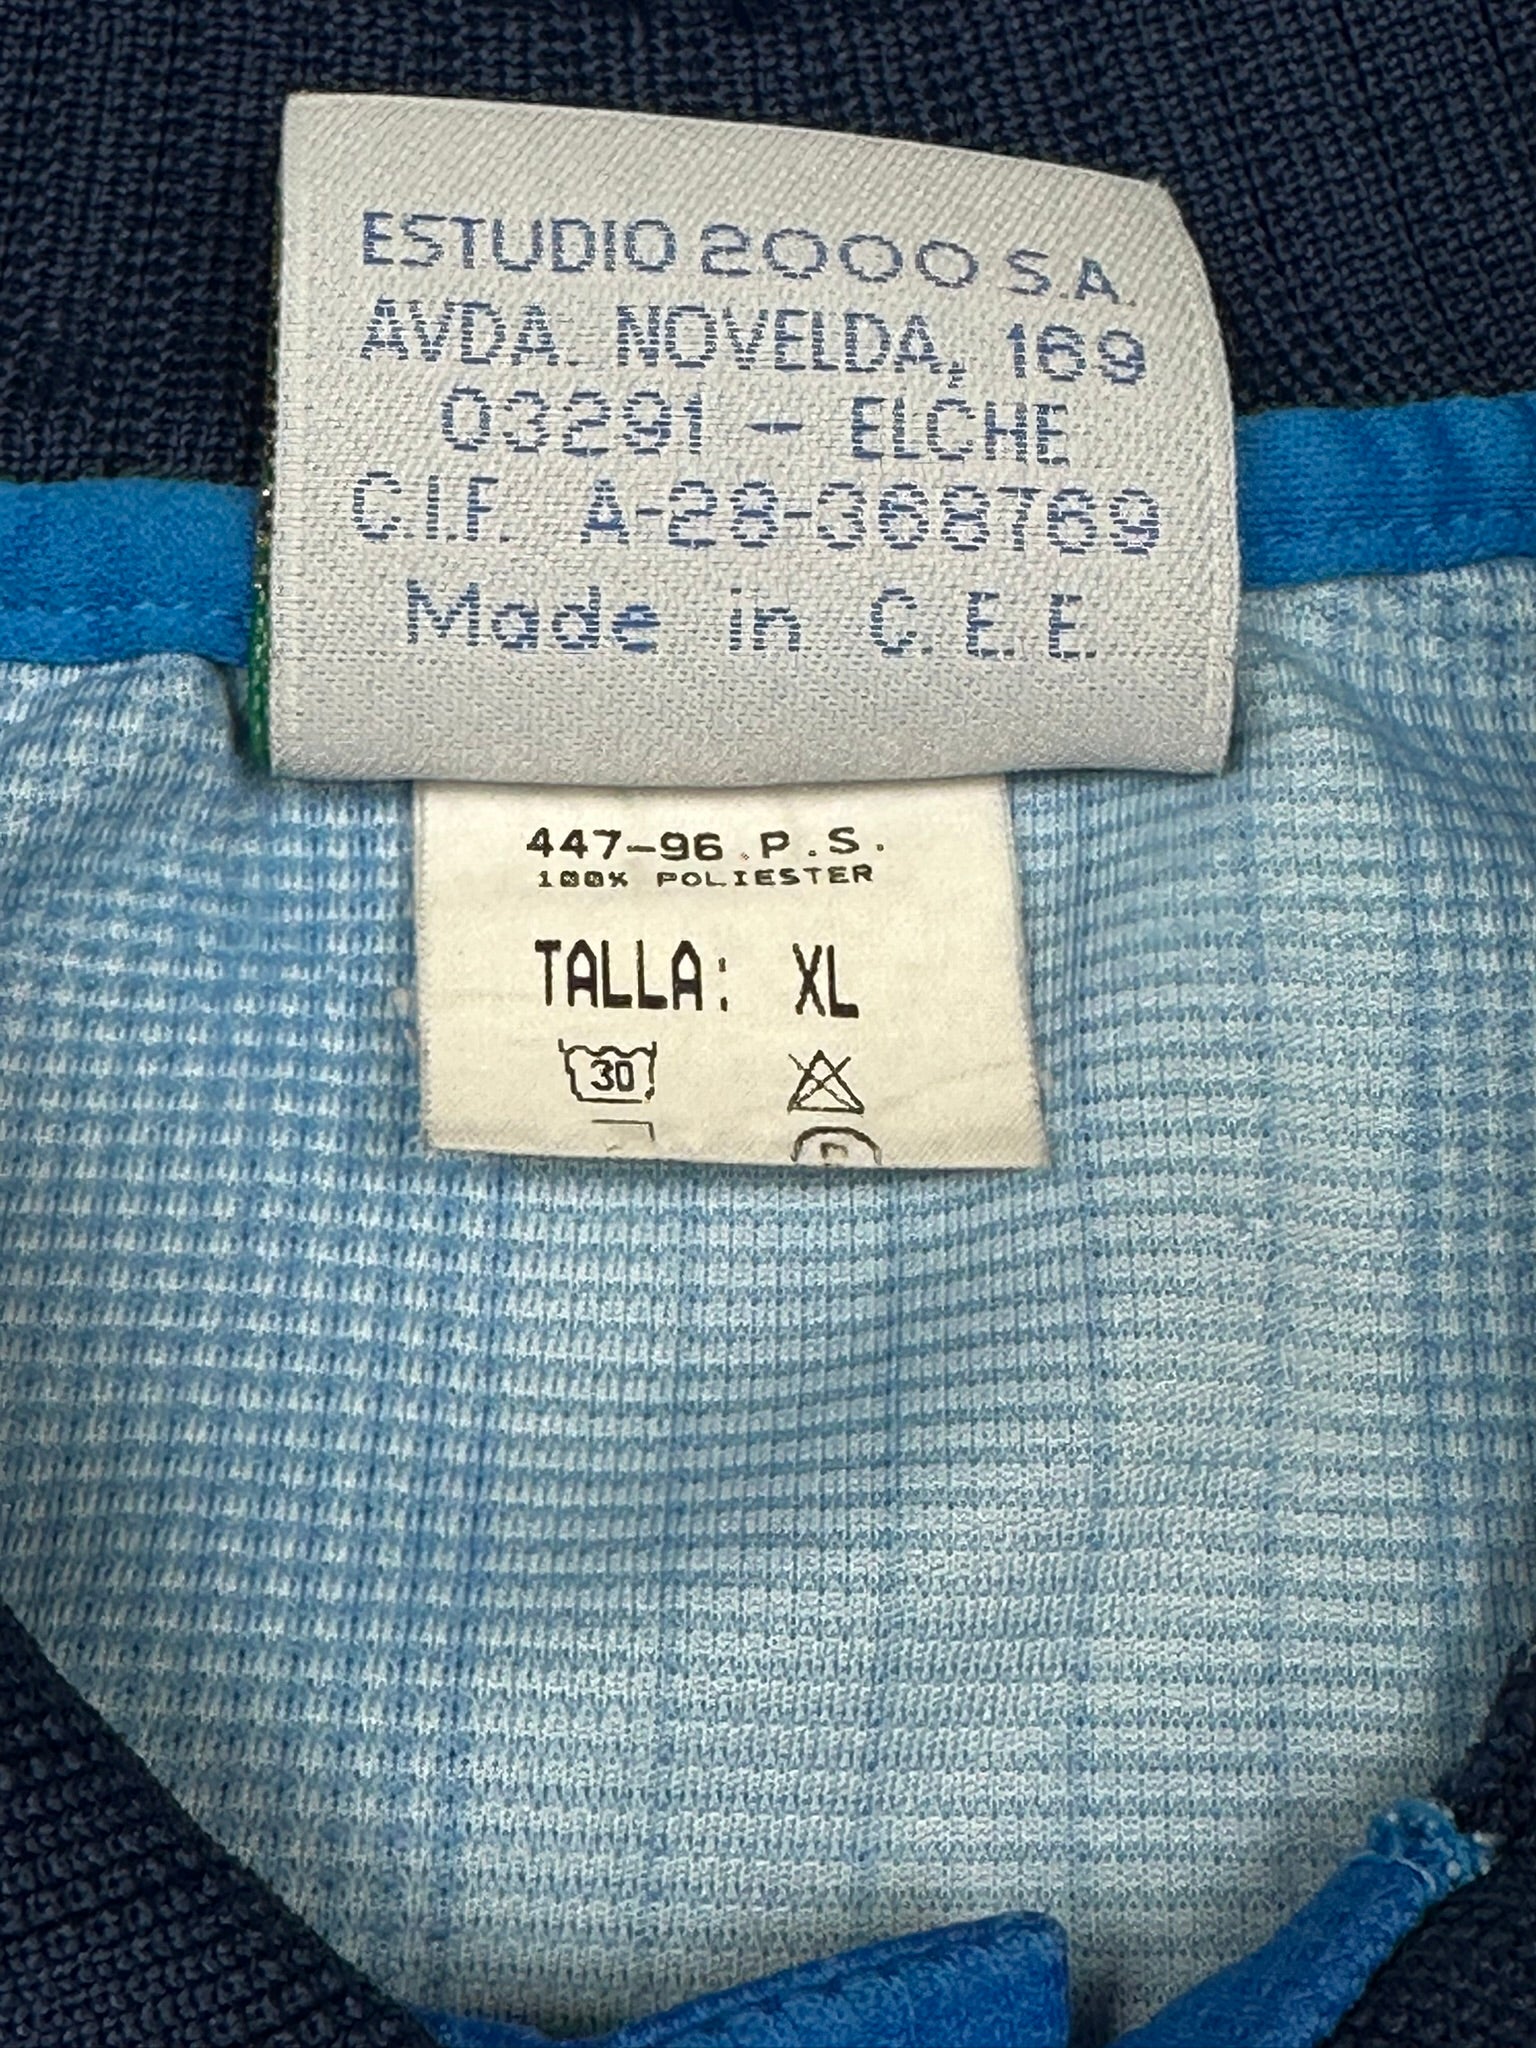 ESTUDIO 2000 S.A.
AVDA. NOVELDA, 169
03291 - ELCHE
C.I.F. A-28-368769
Made in C.E.E.
447-96.P.S.
100% POLIESTER
TALLA: XL
30